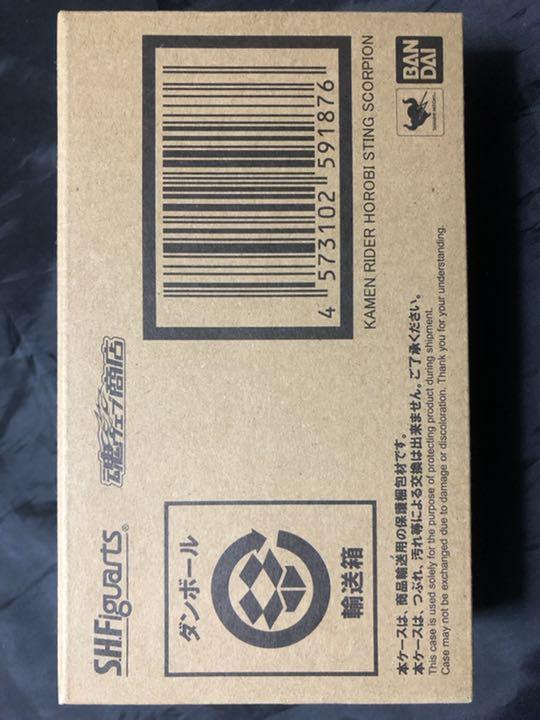 S.H.Figuarts®
魂ウェブ商店
ダンボール
輸送箱
4 573102 591876
KAMEN RIDER HOROBI STING SCORPION
BAN
DAI
本ケースは、商品輸送用の保護梱包材です。
本ケースは、つぶれ、汚れ等による交換は出来ません。ご了承ください。
This case is used solely for the purpose of protecting product during shipment.
Case may not be exchanged due to damage or discoloration. Thank you for your understanding.